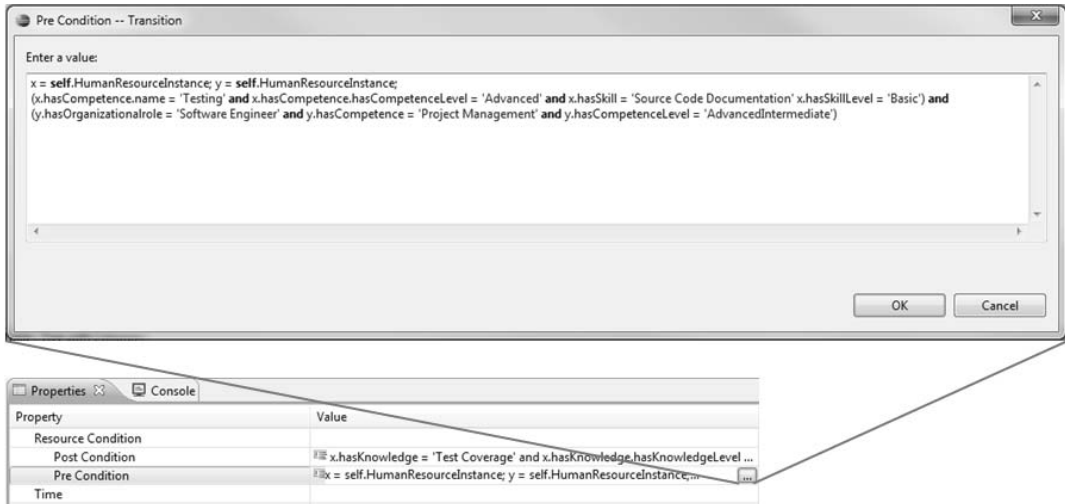 Pre Condition -- Transition
Enter a value:
x = self.HumanResourceInstance; y = self.HumanResourceInstance;
(x.hasCompetence.name = 'Testing' and x.hasCompetence.hasCompetenceLevel = 'Advanced' and x.hasSkill = 'Source Code Documentation' x.hasSkillLevel = 'Basic') and
(y.hasOrganizationalrole = 'Software Engineer' and y.hasCompetence = 'Project Management' and y.hasCompetenceLevel = 'AdvancedIntermediate')
OK Cancel
Properties Console
Property Value
Resource Condition
Post Condition x.hasKnowledge = 'Test Coverage' and x.hasKnowledge.hasKnowledgeLevel ...
Pre Condition x = self.HumanResourceInstance; y = self.HumanResourceInstance;... ...
Time